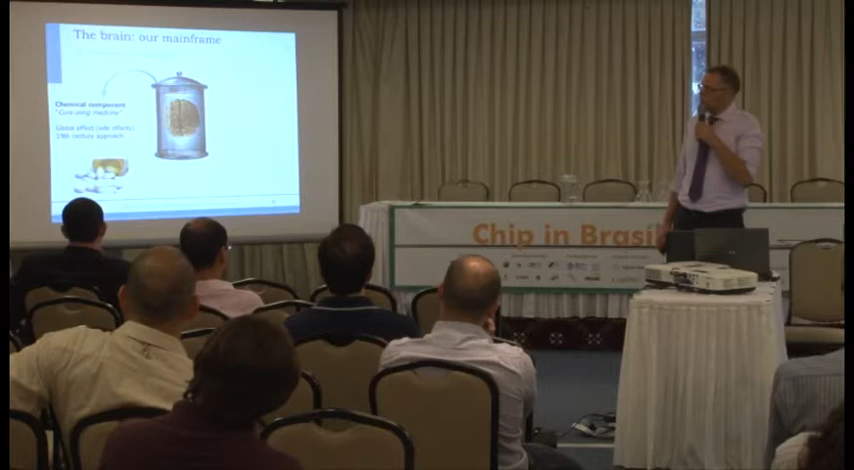 The brain: our mainframe
Chemical component
"Cure using medicine"
Global effect (side effects)
19th century approach
Chip in Brasil